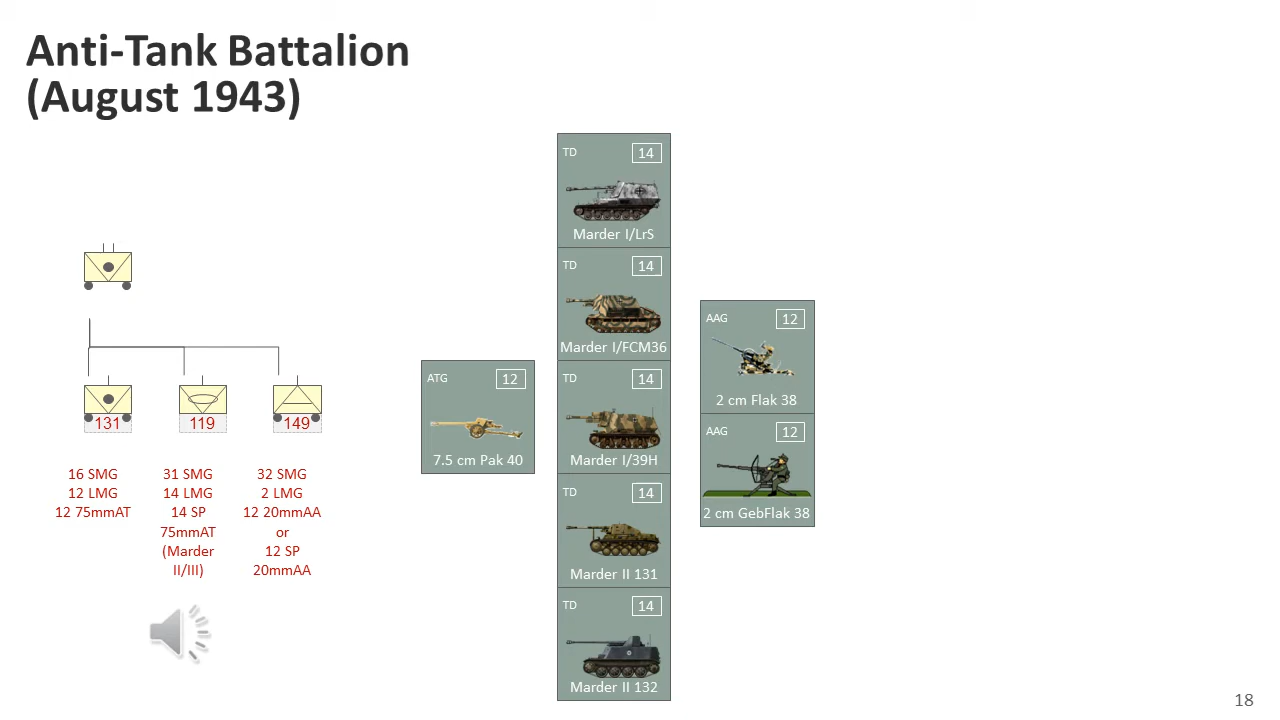 Anti-Tank Battalion
(August 1943)
131
119
149
16 SMG
12 LMG
12 75mmAT
31 SMG
14 LMG
14 SP
75mmAT
(Marder
II/III)
32 SMG
2 LMG
12 20mmAA
or
12 SP
20mmAA
ATG 12
7.5 cm Pak 40
TD 14
Marder I/LrS
TD 14
Marder I/FCM36
TD 14
Marder I/39H
TD 14
Marder II 131
TD 14
Marder II 132
AAG 12
2 cm Flak 38
AAG 12
2 cm GebFlak 38
18